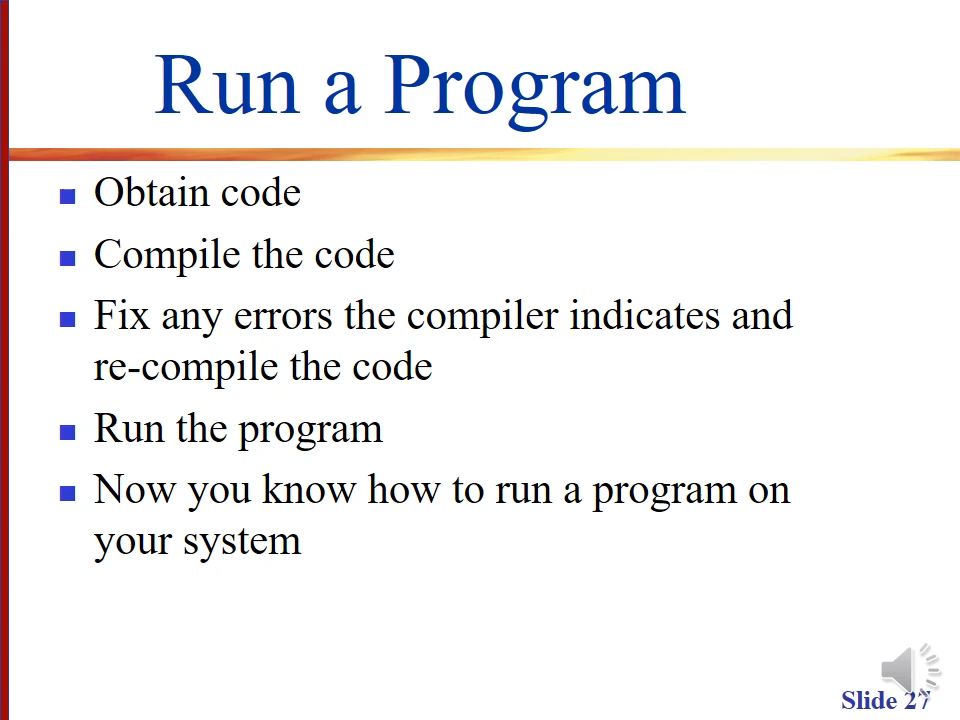 Run a Program
Obtain code
Compile the code
Fix any errors the compiler indicates and
re-compile the code
Run the program
Now you know how to run a program on
your system
Slide 27